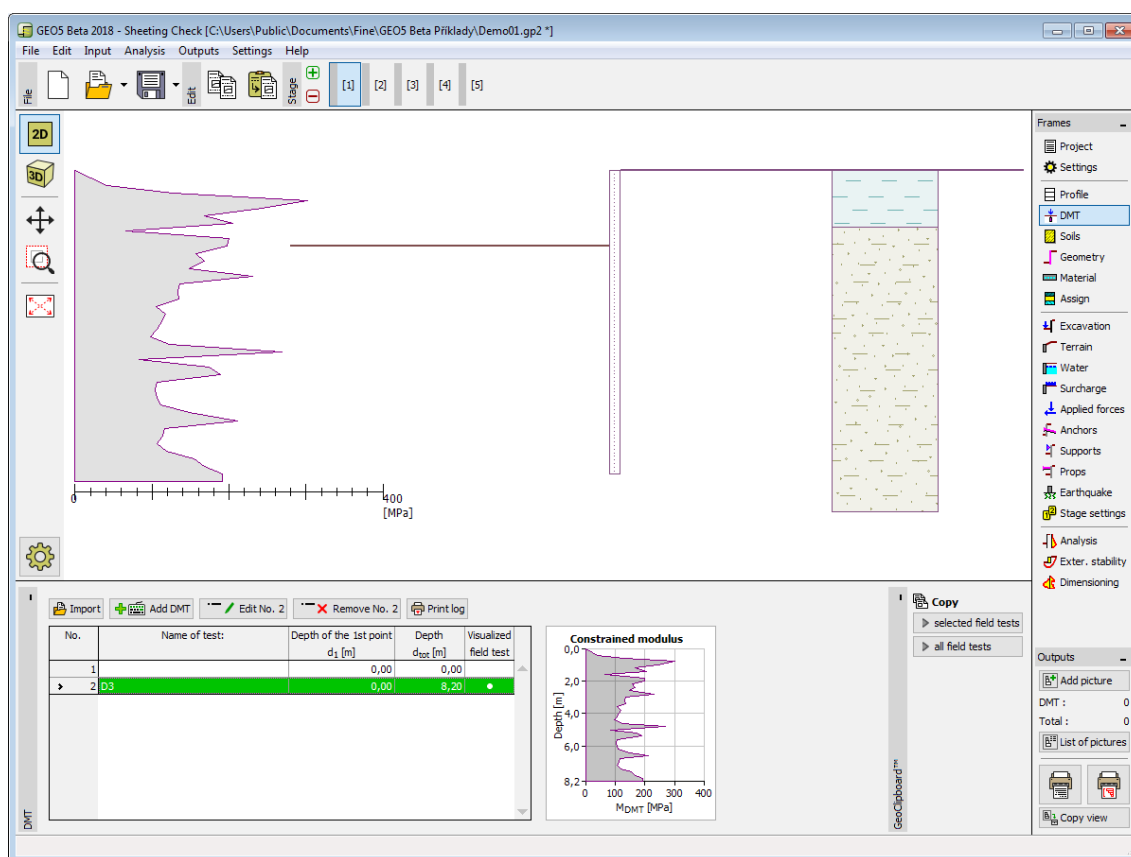 GEO5 Beta 2018 - Sheeting Check [C:\Users\Public\Documents\Fine\GEO5 Beta Příklady\Demo01.gp2 *]
File Edit Input Analysis Outputs Settings Help
File
Edit
Stage
[1] [2] [3] [4] [5]
2D
3D
0
400
[MPa]
Frames
Project
Settings
Profile
DMT
Soils
Geometry
Material
Assign
Excavation
Terrain
Water
Surcharge
Applied forces
Anchors
Supports
Props
Earthquake
Stage settings
Analysis
Exter. stability
Dimensioning
Import Add DMT Edit No. 2 Remove No. 2 Print log
No. Name of test: Depth of the 1st point Depth Visualized
d1 [m] dtot [m] field test
1 0,00 0,00
2 D3 0,00 8,20
DMT
Constrained modulus
0,0
2,0
4,0
6,0
8,2
Depth [m]
0 100 200 300 400
MDMT [MPa]
GeoClipboard™
Copy
selected field tests
all field tests
Outputs
Add picture
DMT : 0
Total : 0
List of pictures
Copy view